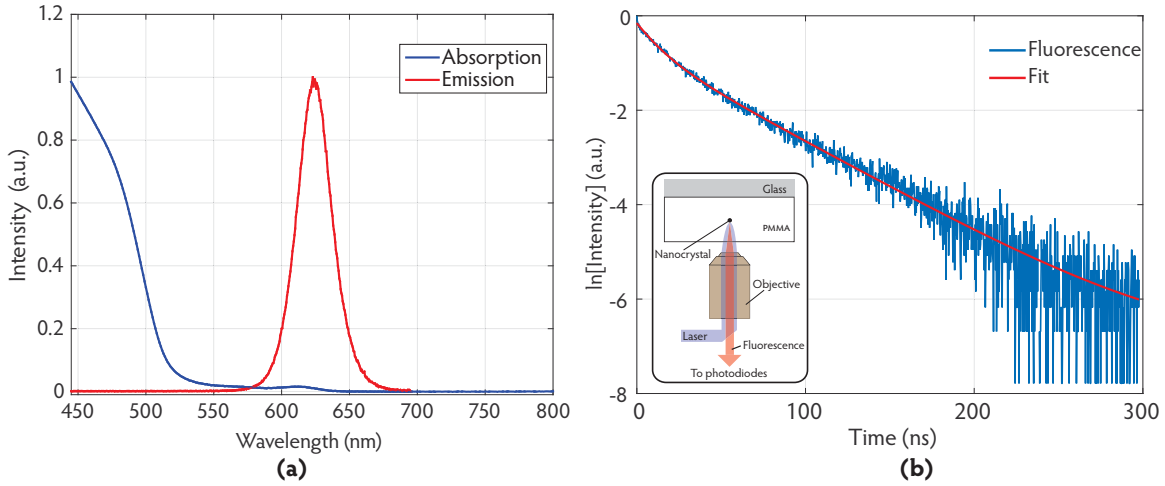 1.2
1
0.8
0.6
0.4
0.2
0
Intensity (a.u.)
Absorption
Emission
445 500 550 600 650 700 750 800
Wavelength (nm)
(a)
0
-2
-4
-6
-8
ln[Intensity] (a.u.)
Fluorescence
Fit
Glass
PMMA
Nanocrystal
Objective
Laser
Fluorescence
To photodiodes
0 100 200 300
Time (ns)
(b)